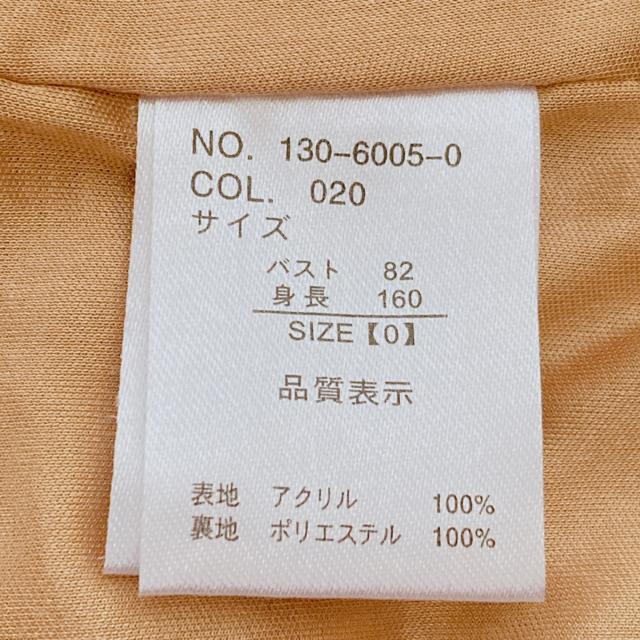 NO. 130-6005-0
COL. 020
サイズ
バスト 82
身長 160
SIZE【0】
品質表示
表地 アクリル 100%
裏地 ポリエステル 100%